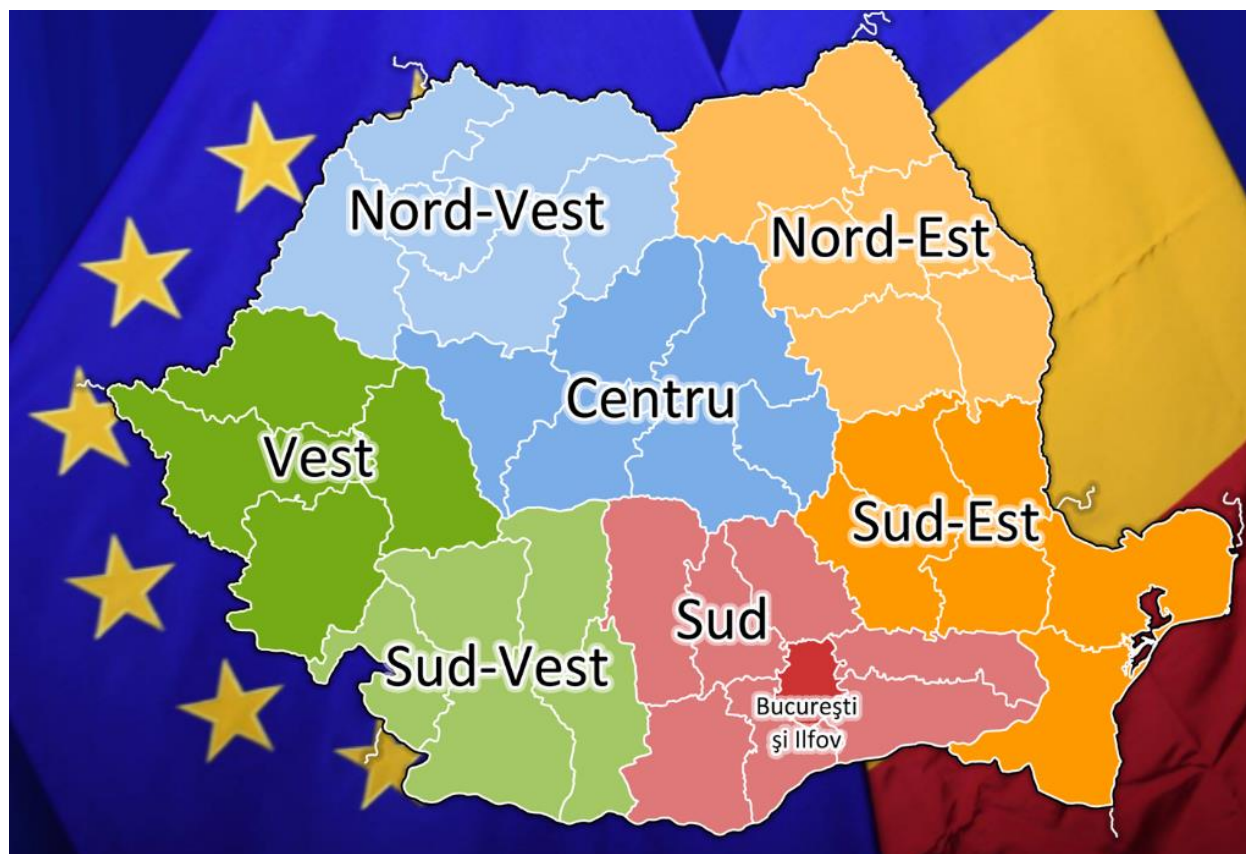 Nord-Vest
Nord-Est
Centru
Vest
Sud-Est
Sud
Sud-Vest
Bucureşti
şi Ilfov